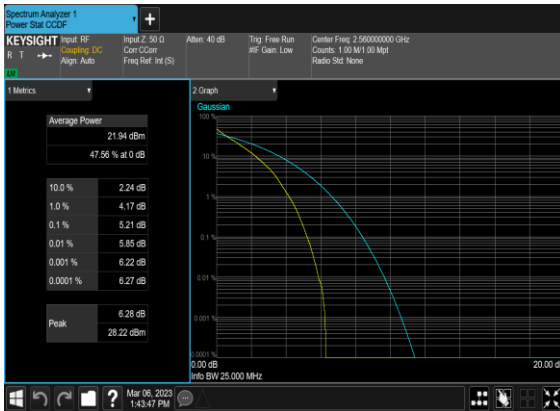 Spectrum Analyzer 1
Power Stat CCDF
KEYSIGHT
R T
LXI
Input: RF
Coupling: DC
Align: Auto
Input Z: 50 Ω
Corr CCorr
Freq Ref: Int (S)
Atten: 40 dB
Trig: Free Run
#IF Gain: Low
Center Freq: 2.560000000 GHz
Counts: 1.00 M/1.00 Mpt
Radio Std: None
1 Metrics
Average Power
21.94 dBm
47.56 % at 0 dB
10.0 % 2.24 dB
1.0 % 4.17 dB
0.1 % 5.21 dB
0.01 % 5.85 dB
0.001 % 6.22 dB
0.0001 % 6.27 dB
Peak 6.28 dB
28.22 dBm
2 Graph
Gaussian
100 %
10 %
1 %
0.1 %
0.01 %
0.001 %
0.0001 %
0.00 dB
20.00 d
Info BW 25.000 MHz
Mar 06, 2023
1:43:47 PM